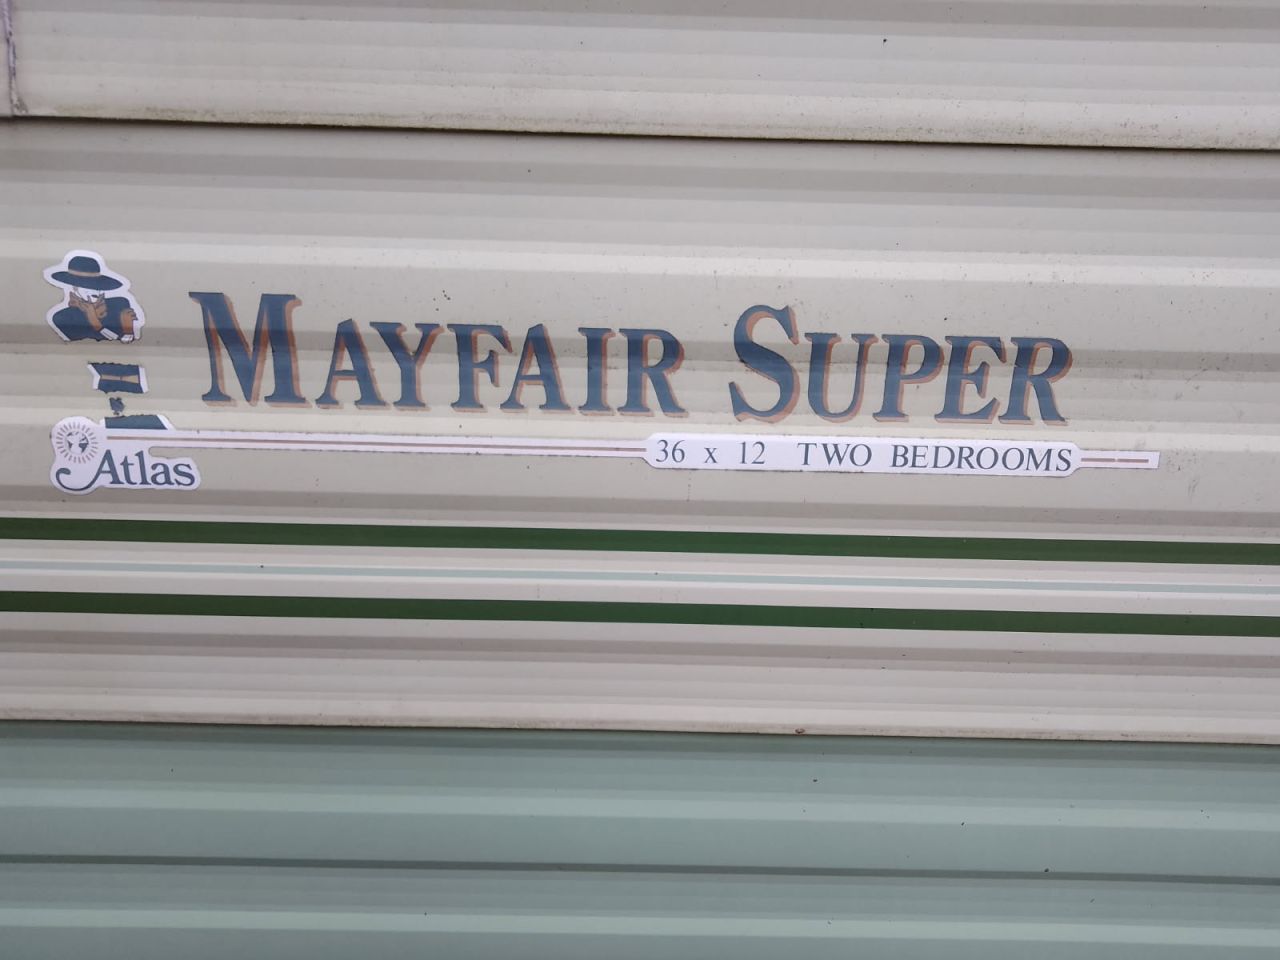 MAYFAIR SUPER
36 x 12 TWO BEDROOMS
Atlas